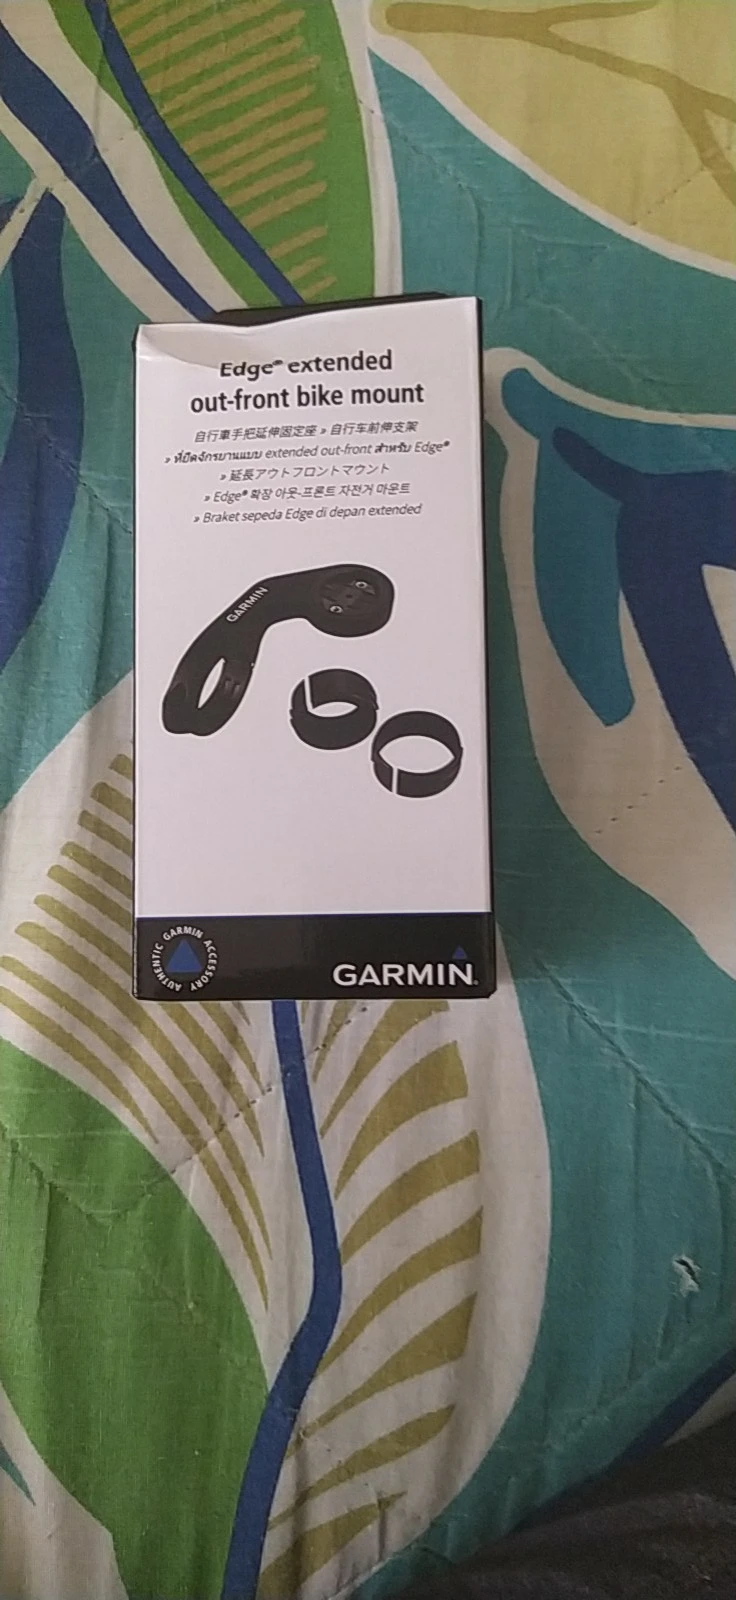 Edge® extended
out-front bike mount
自行車手把延伸固定座 » 自行车前伸支架
» ที่ยึดจักรยานแบบ extended out-front สำหรับ Edge®
» 延長アウトフロントマウント
» Edge® 확장 아웃-프론트 자전거 마운트
» Braket sepeda Edge di depan extended
GARMIN
AUTHENTIC GARMIN ACCESSORY
GARMIN.